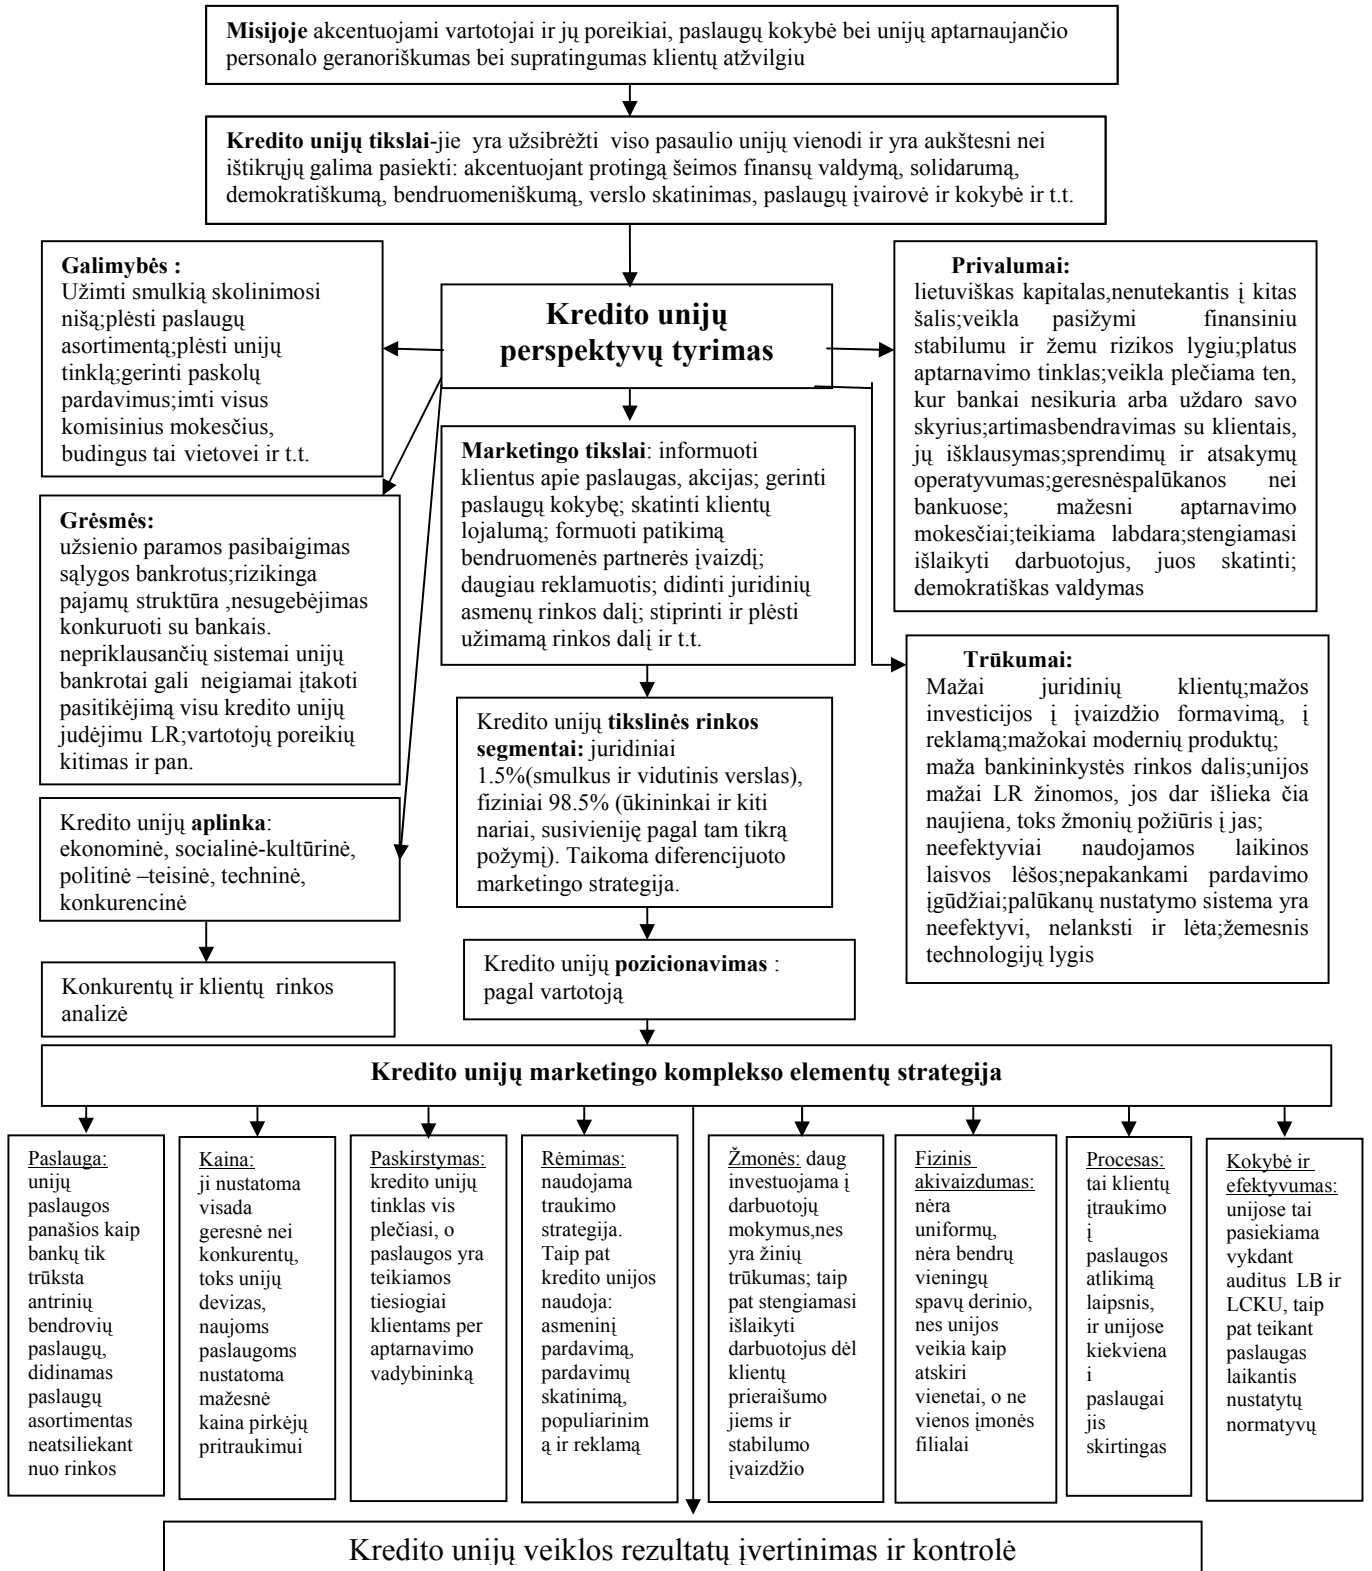 Misijoje akcentuojami vartotojai ir jų poreikiai, paslaugų kokybė bei unijų aptarnaujančio
personalo geranoriškumas bei supratingumas klientų atžvilgiu
Kredito unijų tikslai-jie yra užsibrėžti viso pasaulio unijų vienodi ir yra aukštesni nei
ištikrųjų galima pasiekti: akcentuojant protingą šeimos finansų valdymą, solidarumą,
demokratiškumą, bendruomeniškumą, verslo skatinimas, paslaugų įvairovė ir kokybė ir t.t.
Galimybės :
Užimti smulkią skolinimosi
nišą;plėsti paslaugų
asortimentą;plėsti unijų
tinklą;gerinti paskolų
pardavimus;imti visus
komisinius mokesčius,
budingus tai vietovei ir t.t.
Kredito unijų
perspektyvų tyrimas
Privalumai:
lietuviškas kapitalas,nenutekantis į kitas
šalis;veikla pasižymi finansiniu
stabilumu ir žemu rizikos lygiu;platus
aptarnavimo tinklas;veikla plečiama ten,
kur bankai nesikuria arba uždaro savo
skyrius;artimasbendravimas su klientais,
jų išklausymas;sprendimų ir atsakymų
operatyvumas;geresnėspalūkanos nei
bankuose; mažesni aptarnavimo
mokesčiai;teikiama labdara;stengiamasi
išlaikyti darbuotojus, juos skatinti;
demokratiškas valdymas
Grėsmės:
užsienio paramos pasibaigimas
sąlygos bankrotus;rizikinga
pajamų struktūra ,nesugebėjimas
konkuruoti su bankais.
nepriklausančių sistemai unijų
bankrotai gali neigiamai įtakoti
pasitikėjimą visu kredito unijų
judėjimu LR;vartotojų poreikių
kitimas ir pan.
Marketingo tikslai: informuoti
klientus apie paslaugas, akcijas; gerinti
paslaugų kokybę; skatinti klientų
lojalumą; formuoti patikimą
bendruomenės partnerės įvaizdį;
daugiau reklamuotis; didinti juridinių
asmenų rinkos dalį; stiprinti ir plėsti
užimamą rinkos dalį ir t.t.
Trūkumai:
Mažai juridinių klientų;mažos
investicijos į įvaizdžio formavimą, į
reklamą;mažokai modernių produktų;
maža bankininkystės rinkos dalis;unijos
mažai LR žinomos, jos dar išlieka čia
naujiena, toks žmonių požiūris į jas;
neefektyviai naudojamos laikinos
laisvos lėšos;nepakankami pardavimo
įgūdžiai;palūkanų nustatymo sistema yra
neefektyvi, nelanksti ir lėta;žemesnis
technologijų lygis
Kredito unijų tikslinės rinkos
segmentai: juridiniai
1.5%(smulkus ir vidutinis verslas),
fiziniai 98.5% (ūkininkai ir kiti
nariai, susivieniję pagal tam tikrą
požymį). Taikoma diferencijuoto
marketingo strategija.
Kredito unijų aplinka:
ekonominė, socialinė-kultūrinė,
politinė –teisinė, techninė,
konkurencinė
Konkurentų ir klientų rinkos
analizė
Kredito unijų pozicionavimas :
pagal vartotoją
Kredito unijų marketingo komplekso elementų strategija
Paslauga:
unijų
paslaugos
panašios kaip
bankų tik
trūksta
antrinių
bendrovių
paslaugų,
didinamas
paslaugų
asortimentas
neatsiliekant
nuo rinkos
Kaina:
ji nustatoma
visada
geresnė nei
konkurentų,
toks unijų
devizas,
naujoms
paslaugoms
nustatoma
mažesnė
kaina pirkėjų
pritraukimui
Paskirstymas:
kredito unijų
tinklas vis
plečiasi, o
paslaugos yra
teikiamos
tiesiogiai
klientams per
aptarnavimo
vadybininką
Rėmimas:
naudojama
traukimo
strategija.
Taip pat
kredito unijos
naudoja:
asmeninį
pardavimą,
pardavimų
skatinimą,
populiarinim
ą ir reklamą
Žmonės: daug
investuojama į
darbuotojų
mokymus,nes
yra žinių
trūkumas; taip
pat stengiamasi
išlaikyti
darbuotojus dėl
klientų
prieraišumo
jiems ir
stabilumo
įvaizdžio
Fizinis
akivaizdumas:
nėra
uniformų,
nėra bendrų
vieningų
spavų derinio,
nes unijos
veikia kaip
atskiri
vienetai, o ne
vienos įmonės
filialai
Procesas:
tai klientų
įtraukimo
į
paslaugos
atlikimą
laipsnis,
ir unijose
kiekviena
i
paslaugai
jis
skirtingas
Kokybė ir
efektyvumas:
unijose tai
pasiekiama
vykdant
auditus LB ir
LCKU, taip
pat teikant
paslaugas
laikantis
nustatytų
normatyvų
Kredito unijų veiklos rezultatų įvertinimas ir kontrolė